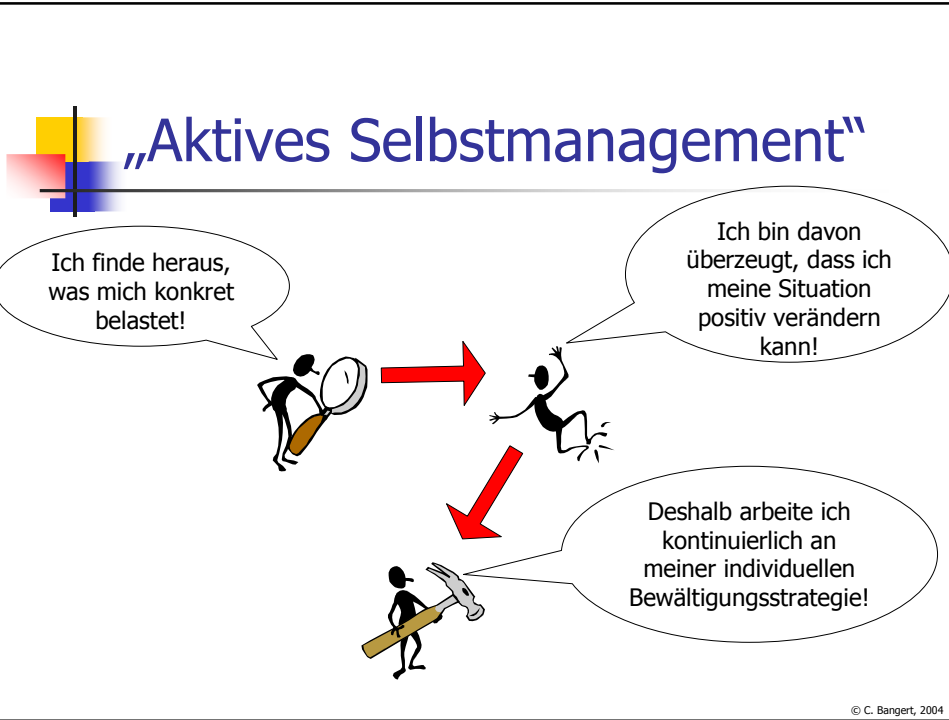 „Aktives Selbstmanagement“
Ich finde heraus,
was mich konkret
belastet!
Ich bin davon
überzeugt, dass ich
meine Situation
positiv verändern
kann!
Deshalb arbeite ich
kontinuierlich an
meiner individuellen
Bewältigungsstrategie!
© C. Bangert, 2004